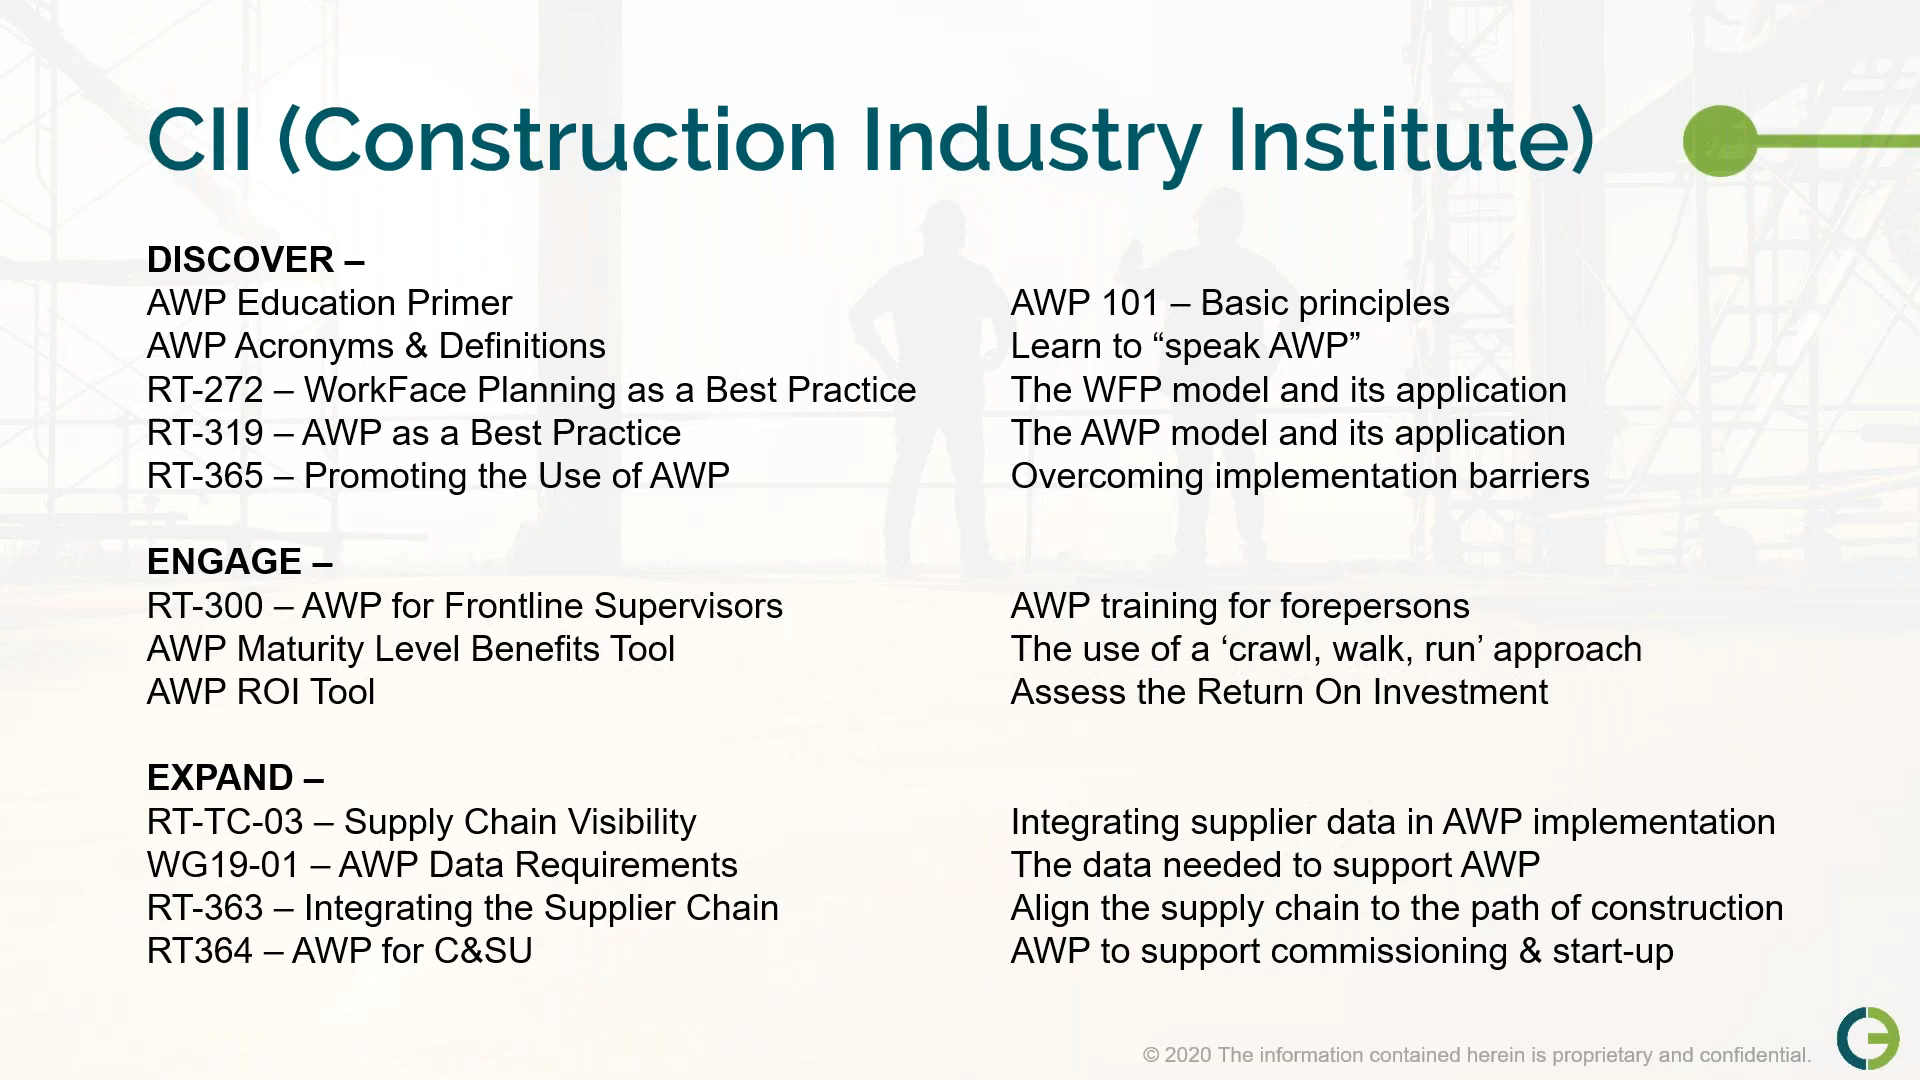 CII (Construction Industry Institute)
DISCOVER –
AWP Education Primer AWP 101 – Basic principles
AWP Acronyms & Definitions Learn to “speak AWP”
RT-272 – WorkFace Planning as a Best Practice The WFP model and its application
RT-319 – AWP as a Best Practice The AWP model and its application
RT-365 – Promoting the Use of AWP Overcoming implementation barriers
ENGAGE –
RT-300 – AWP for Frontline Supervisors AWP training for forepersons
AWP Maturity Level Benefits Tool The use of a ‘crawl, walk, run’ approach
AWP ROI Tool Assess the Return On Investment
EXPAND –
RT-TC-03 – Supply Chain Visibility Integrating supplier data in AWP implementation
WG19-01 – AWP Data Requirements The data needed to support AWP
RT-363 – Integrating the Supplier Chain Align the supply chain to the path of construction
RT364 – AWP for C&SU AWP to support commissioning & start-up
© 2020 The information contained herein is proprietary and confidential.